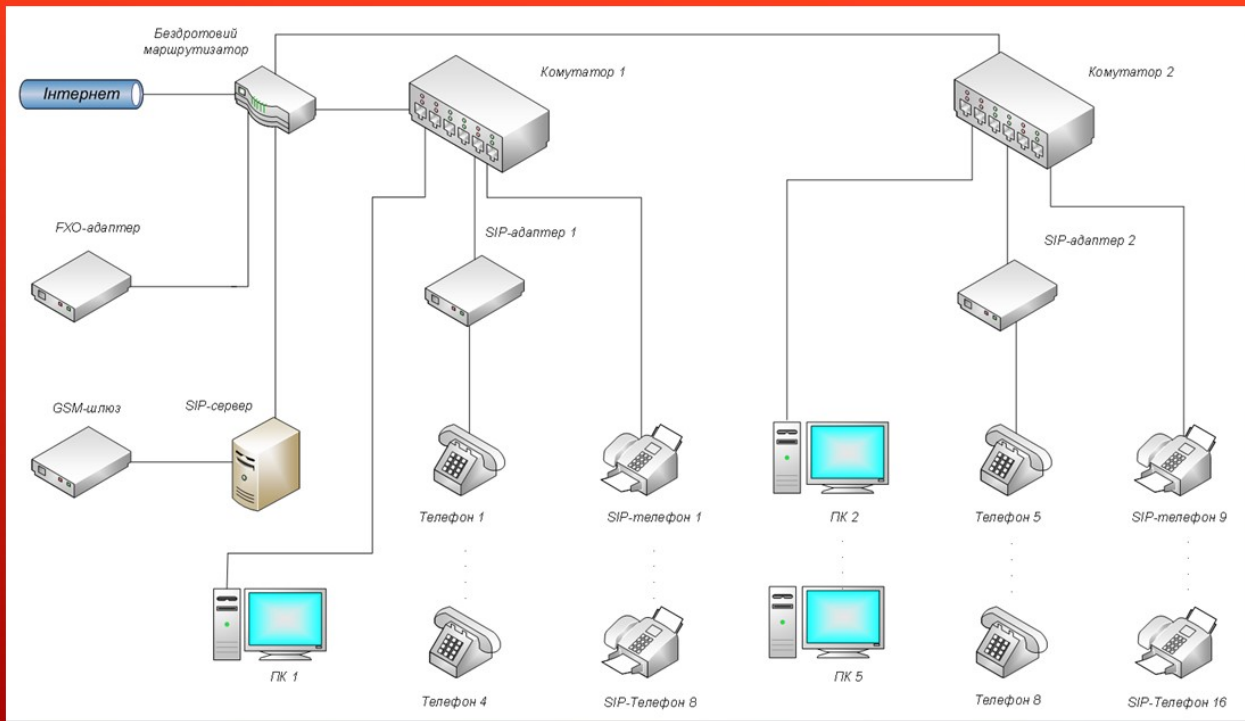 Бездротовий
маршрутизатор
Інтернет
Комутатор 1
Комутатор 2
FXO-адаптер
SIP-адаптер 1
SIP-адаптер 2
GSM-шлюз
SIP-сервер
Телефон 1
SIP-телефон 1
ПК 2
Телефон 5
SIP-телефон 9
ПК 1
Телефон 4
SIP-Телефон 8
ПК 5
Телефон 8
SIP-Телефон 16